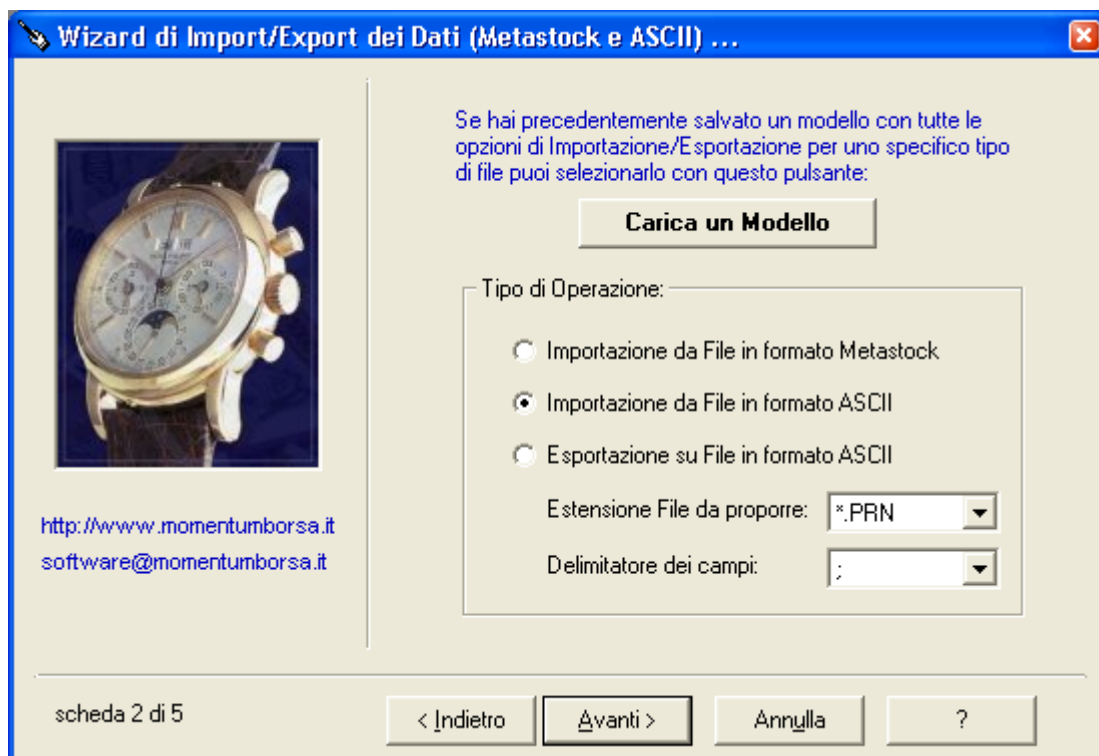 Wizard di Import/Export dei Dati (Metastock e ASCII) ...
Se hai precedentemente salvato un modello con tutte le
opzioni di Importazione/Esportazione per uno specifico tipo
di file puoi selezionarlo con questo pulsante:
Carica un Modello
Tipo di Operazione:
Importazione da File in formato Metastock
Importazione da File in formato ASCII
Esportazione su File in formato ASCII
Estensione File da proporre: *.PRN
Delimitatore dei campi: ;
http://www.momentumborsa.it
software@momentumborsa.it
scheda 2 di 5
< Indietro
Avanti >
Annulla
?